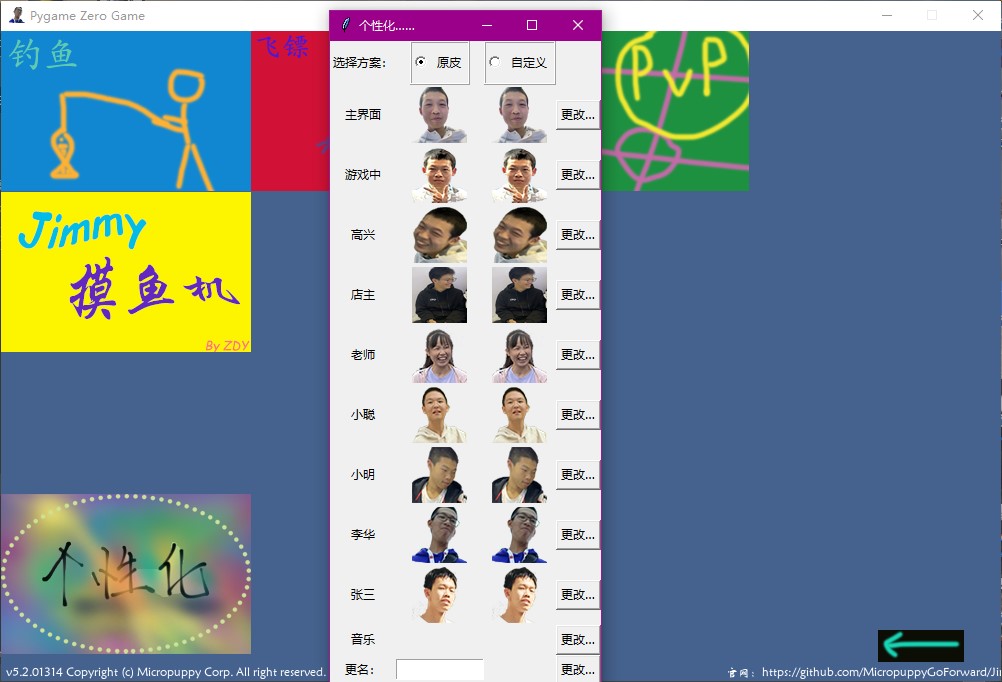 Pygame Zero Game
个性化......
钓鱼
飞镖
选择方案:
原皮
自定义
PvP
主界面
更改...
游戏中
更改...
高兴
更改...
店主
更改...
老师
更改...
小聪
更改...
小明
更改...
李华
更改...
张三
更改...
音乐
更改...
更名:
更改...
Jimmy
摸鱼机
By ZDY
个性化
v5.2.01314 Copyright (c) Micropuppy Corp. All right reserved.
官网: https://github.com/MicropuppyGoForward/Ji